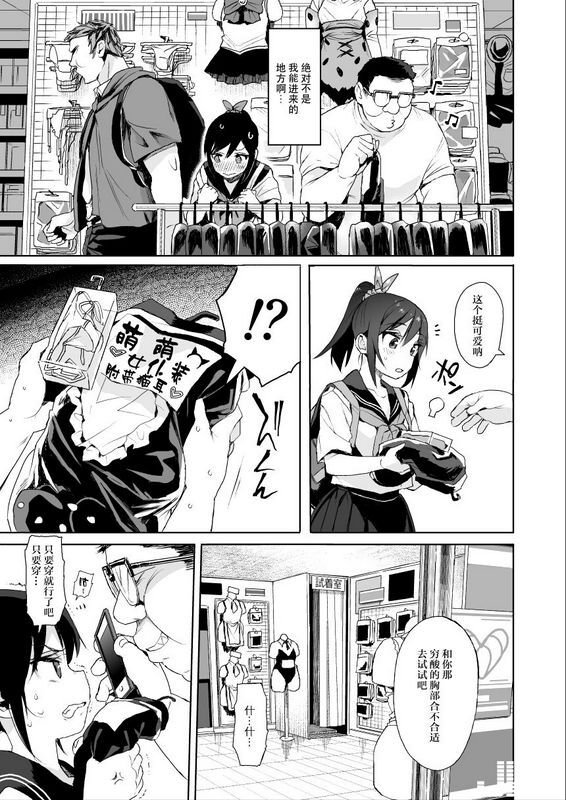 绝对不是
我能进来的
地方啊…
这个挺可爱呐
!?
萌萌
女仆装
附带猫耳
和你那
穷酸的胸部合不合适
去试试吧
試着室
什…什…
只要穿就行了吧
只要穿…